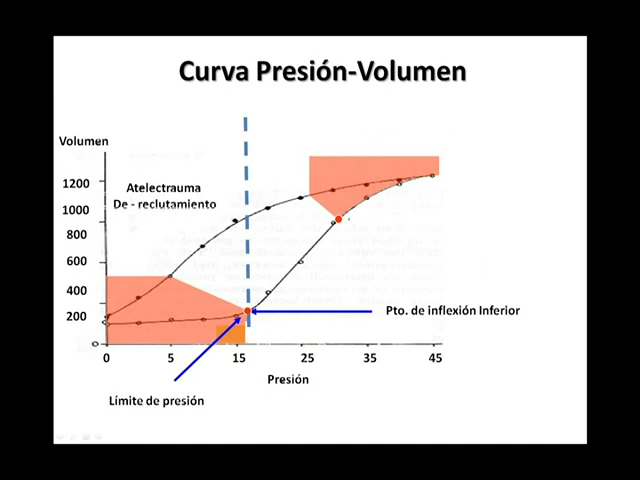 Curva Presión-Volumen
Volumen
1200
1000
800
600
400
200
0
Atelectrauma
De - reclutamiento
0 5 15 25 35 45
Presión
Pto. de inflexión Inferior
Límite de presión